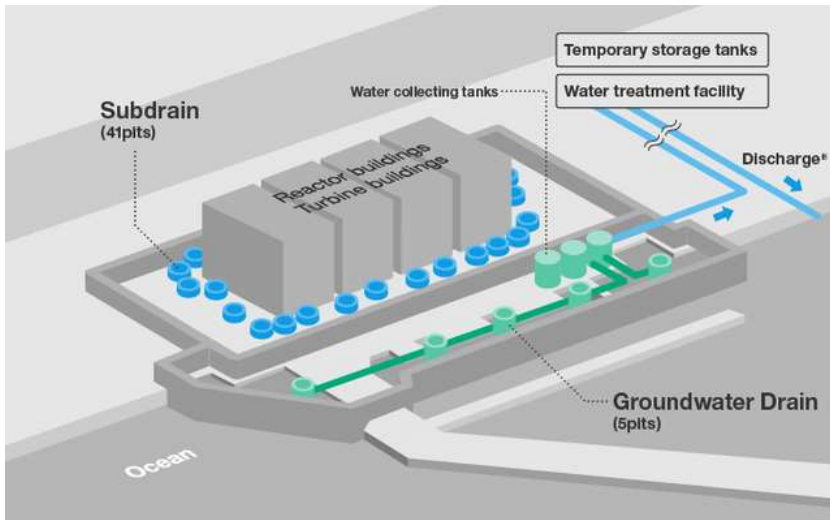 Temporary storage tanks
Water collecting tanks
Water treatment facility
Subdrain
(41pits)
Discharge※
Reactor buildings
Turbine buildings
Groundwater Drain
(5pits)
Ocean